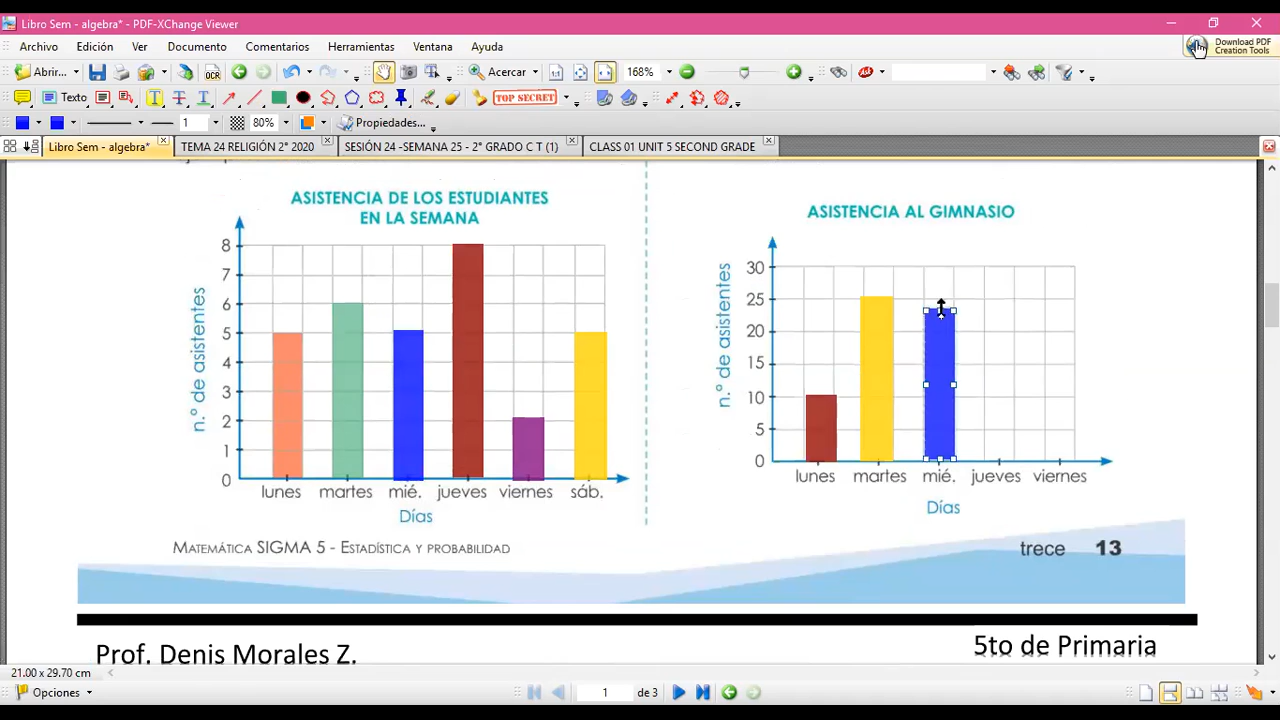 Libro Sem - algebra* - PDF-XChange Viewer
Archivo Edición Ver Documento Comentarios Herramientas Ventana Ayuda
Download PDF
Creation Tools
Abrir... OCR Acercar 1:1 168%
Texto T T T TOP SECRET
1 80% Propiedades...
Libro Sem - algebra* TEMA 24 RELIGIÓN 2° 2020 SESIÓN 24 -SEMANA 25 - 2° GRADO C T (1) CLASS 01 UNIT 5 SECOND GRADE
ASISTENCIA DE LOS ESTUDIANTES
EN LA SEMANA
n.° de asistentes
8
7
6
5
4
3
2
1
0
lunes martes mié. jueves viernes sáb.
Días
ASISTENCIA AL GIMNASIO
n.° de asistentes
30
25
20
15
10
5
0
lunes martes mié. jueves viernes
Días
MATEMÁTICA SIGMA 5 - ESTADÍSTICA Y PROBABILIDAD
trece 13
Prof. Denis Morales Z.
5to de Primaria
21.00 x 29.70 cm
Opciones 1 de 3